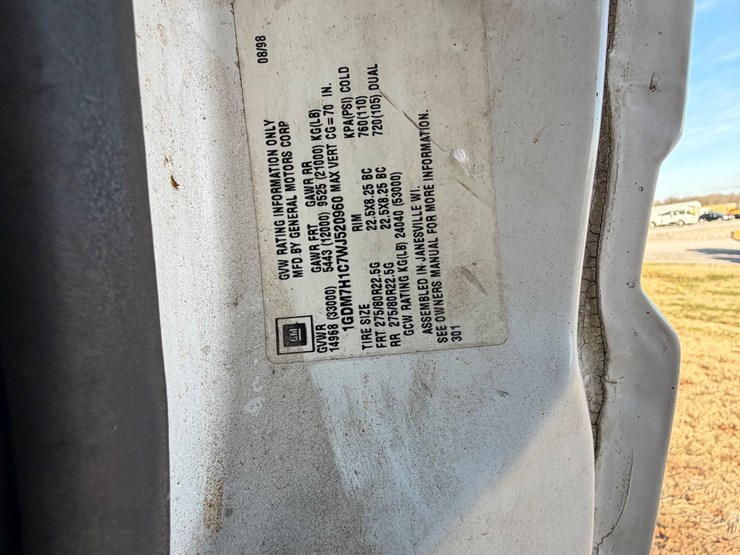 GVW RATING INFORMATION ONLY
MFD BY GENERAL MOTORS CORP
08/98
GM
GVWR GAWR FRT GAWR RR
14968 (33000) 5443 (12000) 9525 (21000) KG(LB)
1GDM7H1C7WJ520960 MAX VERT CG=70 IN.
TIRE SIZE RIM KPA(PSI) COLD
FRT 275/80R22.5G 22.5X8.25 BC 760(110)
RR 275/80R22.5G 22.5X8.25 BC 720(105) DUAL
GCW RATING KG(LB) 24040 (53000)
ASSEMBLED IN JANESVILLE WI.
SEE OWNERS MANUAL FOR MORE INFORMATION.
301